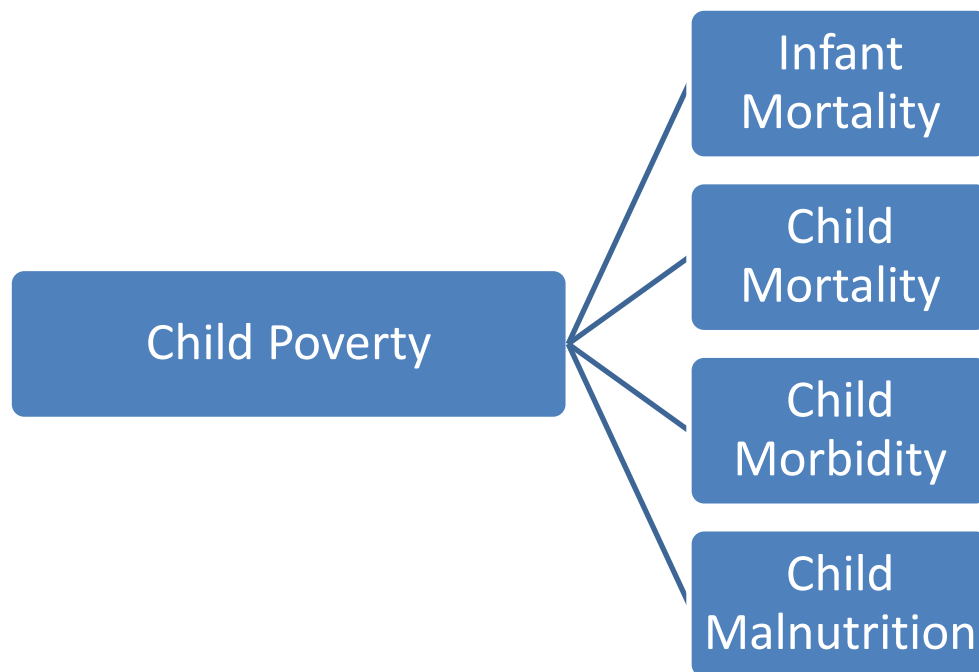 Child Poverty
Infant
Mortality
Child
Mortality
Child
Morbidity
Child
Malnutrition